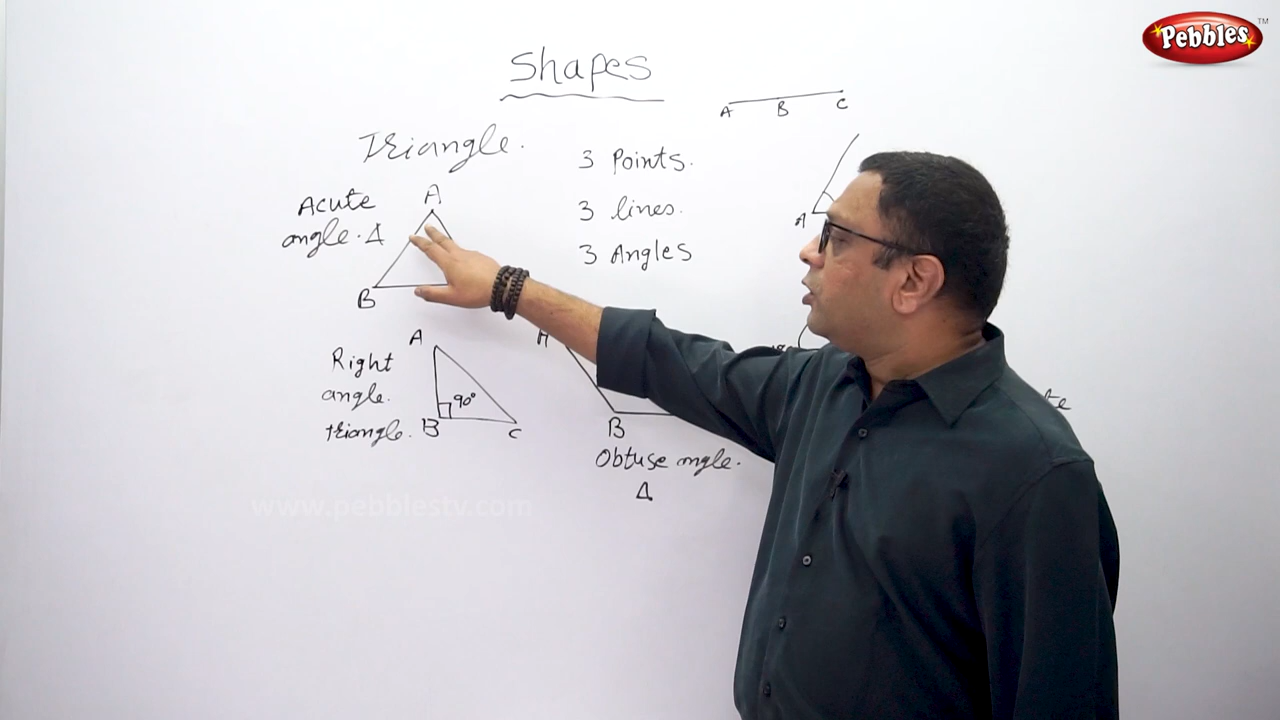 Pebbles
TM
Shapes
A B C
Triangle.
3 Points.
3 lines.
3 Angles
Acute
angle. Δ
A
B
A
Right
angle.
triangle.
A
90°
B
C
A
B
Obtuse angle.
Δ
www.pebblestv.com